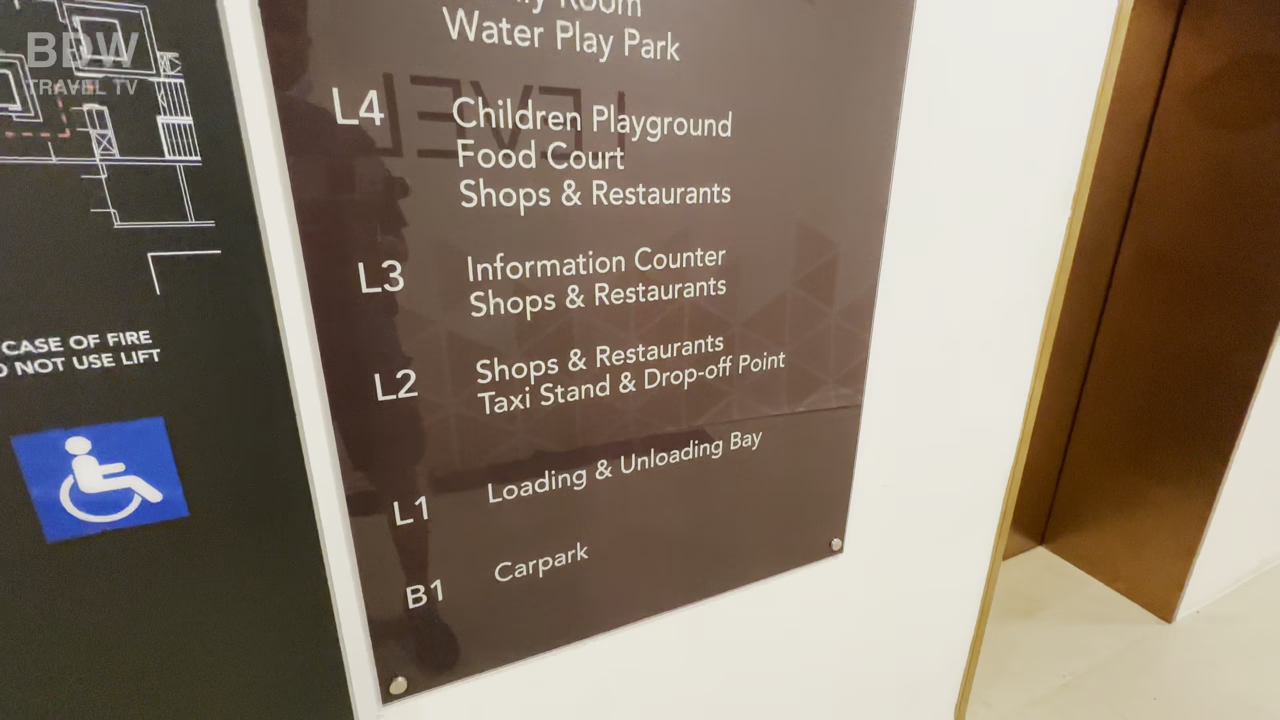 BDW
TRAVEL TV
Room
Water Play Park
L4
Children Playground
Food Court
Shops & Restaurants
L3
Information Counter
Shops & Restaurants
L2
Shops & Restaurants
Taxi Stand & Drop-off Point
L1
Loading & Unloading Bay
B1
Carpark
CASE OF FIRE
NOT USE LIFT
LEVEL